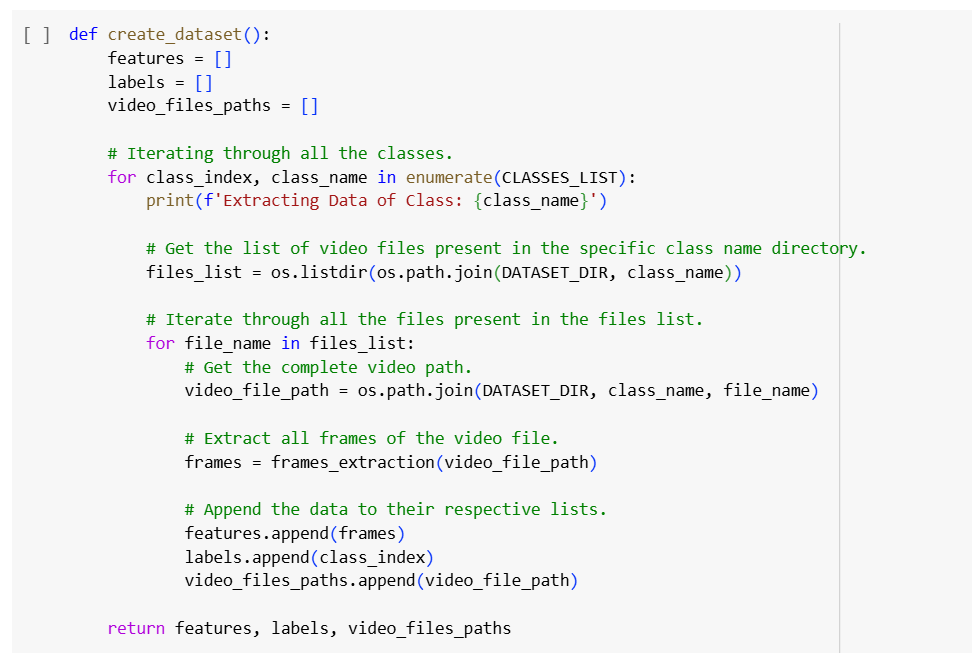 [ ] def create_dataset():
    features = []
    labels = []
    video_files_paths = []

    # Iterating through all the classes.
    for class_index, class_name in enumerate(CLASSES_LIST):
        print(f'Extracting Data of Class: {class_name}')

        # Get the list of video files present in the specific class name directory.
        files_list = os.listdir(os.path.join(DATASET_DIR, class_name))

        # Iterate through all the files present in the files list.
        for file_name in files_list:
            # Get the complete video path.
            video_file_path = os.path.join(DATASET_DIR, class_name, file_name)

            # Extract all frames of the video file.
            frames = frames_extraction(video_file_path)

            # Append the data to their respective lists.
            features.append(frames)
            labels.append(class_index)
            video_files_paths.append(video_file_path)

    return features, labels, video_files_paths